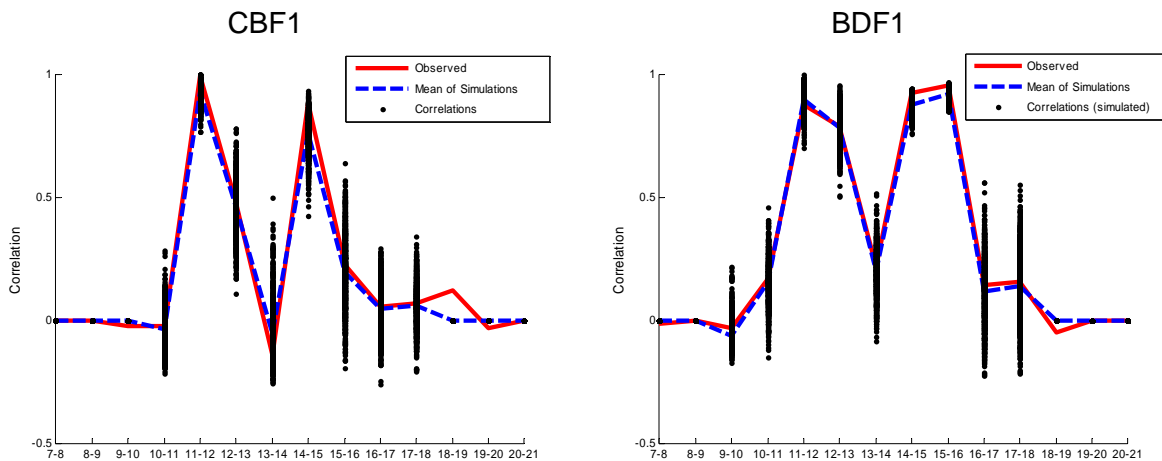 CBF1
1
0.5
0
-0.5
Correlation
Observed
Mean of Simulations
Correlations
7-8 8-9 9-10 10-11 11-12 12-13 13-14 14-15 15-16 16-17 17-18 18-19 19-20 20-21
BDF1
1
0.5
0
-0.5
Correlation
Observed
Mean of Simulations
Correlations (simulated)
7-8 8-9 9-10 10-11 11-12 12-13 13-14 14-15 15-16 16-17 17-18 18-19 19-20 20-21